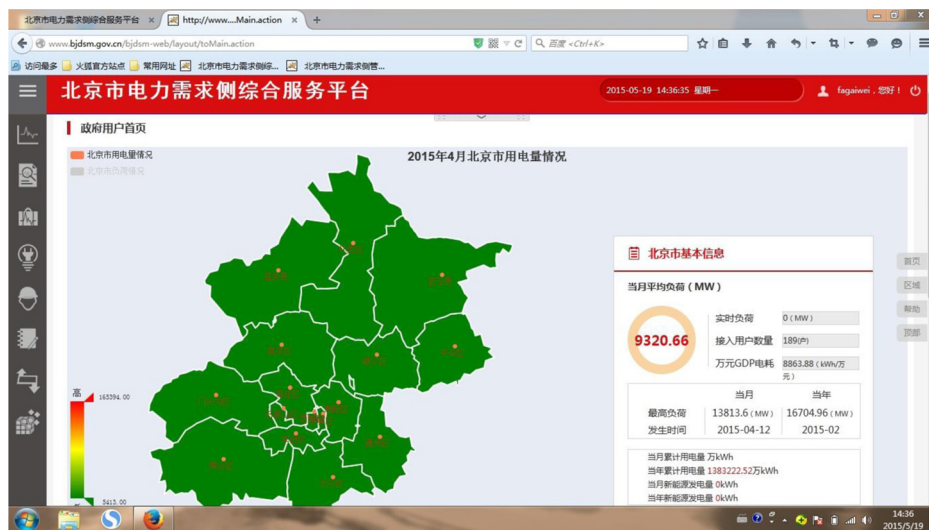 北京市电力需求侧综合服务平台 ×
http://www....Main.action × +
www.bjdsm.gov.cn/bjdsm-web/layout/toMain.action
百度 <Ctrl+K>
访问最多 火狐官方站点 常用网址 北京市电力需求侧综... 北京市电力需求侧管...
北京市电力需求侧综合服务平台
2015-05-19 14:36:35 星期一
fagaiwei，您好！
政府用户首页
北京市用电量情况
北京市负荷情况
2015年4月北京市用电量情况
北京市基本信息
当月平均负荷（MW）
9320.66
实时负荷 0（MW）
接入用户数量 189(户)
万元GDP电耗 8863.88（kWh/万元）
当月 当年
最高负荷 13813.6（MW） 16704.96（MW）
发生时间 2015-04-12 2015-02
当月累计用电量 万kWh
当年累计用电量 1383222.52万kWh
当月新能源发电量 0kWh
当年新能源发电量 0kWh
首页
区域
帮助
顶部
高
163394.00
5413.00
14:36
2015/5/19